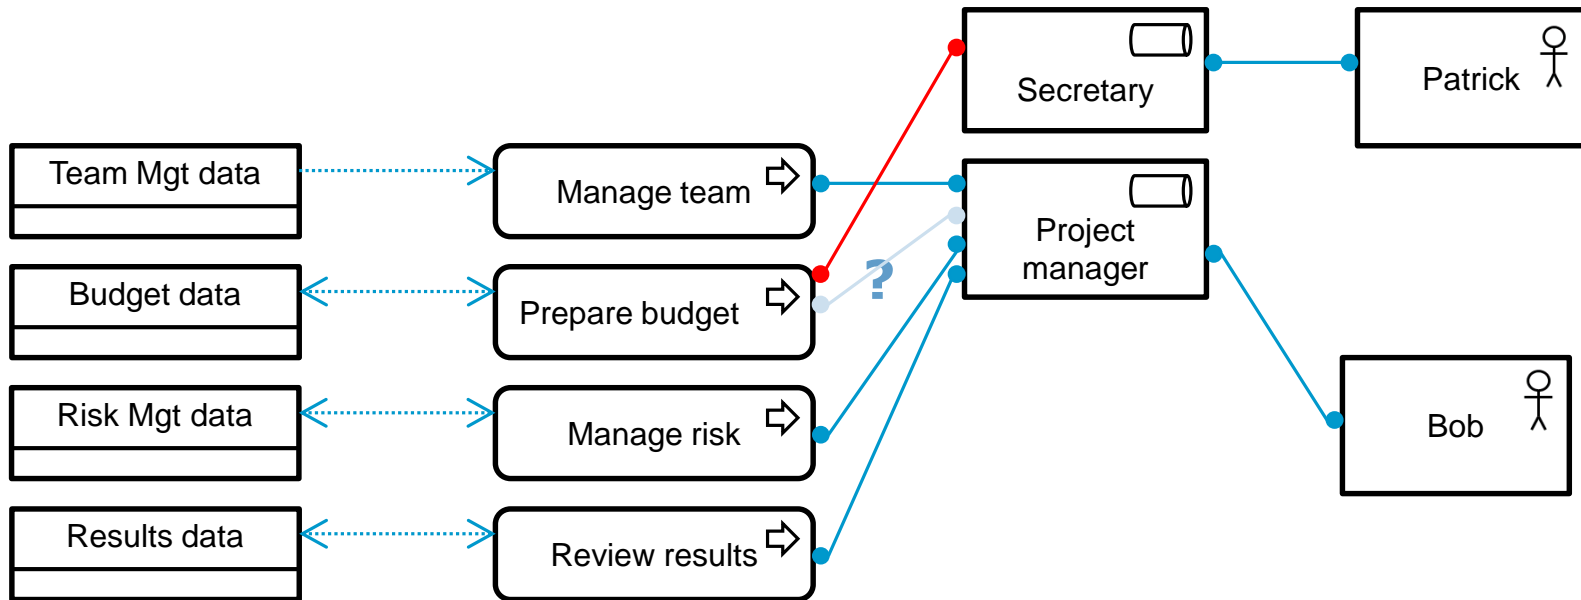 Secretary
Patrick
Team Mgt data
Manage team
Project
manager
Budget data
Prepare budget
?
Risk Mgt data
Manage risk
Bob
Results data
Review results